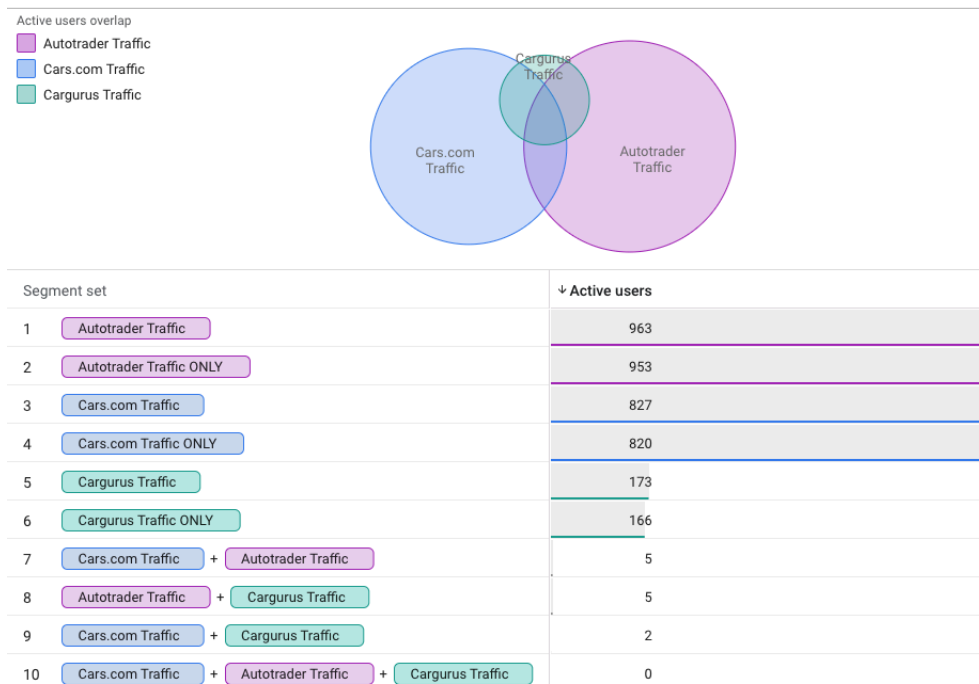 Active users overlap
Autotrader Traffic
Cars.com Traffic
Cargurus Traffic
Cargurus
Traffic
Cars.com
Traffic
Autotrader
Traffic
Segment set ↓ Active users
1 Autotrader Traffic 963
2 Autotrader Traffic ONLY 953
3 Cars.com Traffic 827
4 Cars.com Traffic ONLY 820
5 Cargurus Traffic 173
6 Cargurus Traffic ONLY 166
7 Cars.com Traffic + Autotrader Traffic 5
8 Autotrader Traffic + Cargurus Traffic 5
9 Cars.com Traffic + Cargurus Traffic 2
10 Cars.com Traffic + Autotrader Traffic + Cargurus Traffic 0